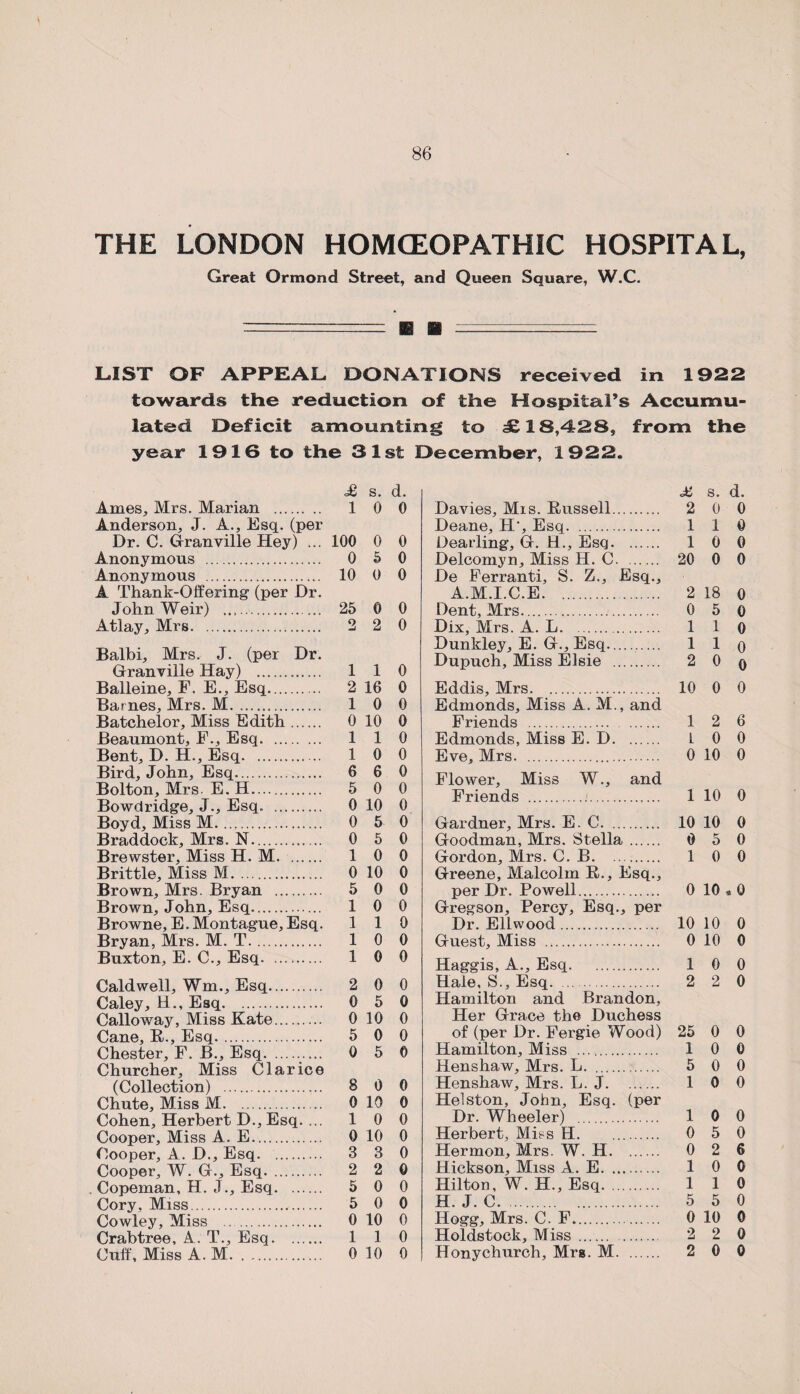 86
THE LONDON HOMŒOPATHIC HOSPITAL,
Great Ormond Street, and Queen Square, W.C.
LIST OF APPEAL DONATIONS received in 1922
towards the reduction of the Hospital's Accumu-
lated Deficit amounting to £18,428, from the
year 1916 to the 31st December, 1922.
£ s. d.
Ames, Mrs. Marian ........ 1 0 0
Anderson, J. A., Esq. (per
Dr. C. Granville Hey) ... 100 0 0
Anonymous ........ 0 5 0
Anonymous ........ 10 0 0
A Thank-Offering (per Dr.
John Weir) ........ 25 0 0
Atlay, Mrs. ........ 2 2 0
Balbi, Mrs. J. (per Dr.
Granville Hay) ........ 1 1 0
Balleine, F. E., Esq. ........ 2 16 0
Barnes, Mrs. M. ........ 1 0 0
Batchelor, Miss Edith ...... 0 10 0
Beaumont, F., Esq. ........ 1 1 0
Bent, D. H., Esq. ........ 1 0 0
Bird, John, Esq. ........ 6 6 0
Bolton, Mrs. E. H. ........ 5 0 0
Bowdridge, J., Esq. ........ 0 10 0
Boyd, Miss M. ........ 0 5 0
Braddock, Mrs. N. ........ 0 5 0
Brewster, Miss H. M. ...... 1 0 0
Brittle, Miss M. ........ 0 10 0
Brown, Mrs. Bryan ........ 5 0 0
Brown, John, Esq. ........ 1 0 0
Browne, E. Montague, Esq. 1 1 0
Bryan, Mrs. M. T. ........ 1 0 0
Buxton, E. C., Esq. ........ 1 0 0
Caldwell, Wm., Esq. ........ 2 0 0
Caley, H., Esq. ........ 0 5 0
Calloway, Miss Kate ........ 0 10 0
Cane, R., Esq. ........ 5 0 0
Chester, F. B., Esq. ........ 0 5 0
Churcher, Miss Clarice
(Collection) ........ 8 0 0
Chute, Miss M. ........ 0 10 0
Cohen, Herbert D., Esq. ... 1 0 0
Cooper, Miss A. E. ........ 0 10 0
Cooper, A. D., Esq. ........ 3 3 0
Cooper, W. G., Esq. ........ 2 2 0
Copeman, H. J., Esq. ...... 5 0 0
Cory, Miss ........ 5 0 0
Cowley, Miss ........ 0 10 0
Crabtree, A. T., Esq. ...... 1 1 0
Cuff, Miss A. M. ........ 0 10 0
£ s. d.
Davies, Mis. Russell ........ 2 0 0
Deane, H', Esq. ........ 1 1 0
Dearling, G. H., Esq. ...... 1 0 0
Delcomyn, Miss H. C. ...... 20 0 0
De Ferranti, S. Z., Esq.,
A.M.I.C.E. ........ 2 18 0
Dent, Mrs. ........ 0 5 0
Dix, Mrs. A. L. ........ 1 1 0
Dunkley, E. G., Esq. ........ 1 1 0
Dupuch, Miss Elsie ........ 2 0 0
Eddis, Mrs. ........ 10 0 0
Edmonds, Miss A. M., and
Friends ........ 1 2 6
Edmonds, Miss E. D. ...... 1 0 0
Eve, Mrs. ........ 0 10 0
Flower, Miss W., and
Friends ........ 1 10 0
Gardner, Mrs. E. C. ........ 10 10 0
Goodman, Mrs. Stella ...... 0 5 0
Gordon, Mrs. C. B. ........ 1 0 0
Greene, Malcolm R., Esq.,
per Dr. Powell ........ 0 10 0
Gregson, Percy, Esq., per
Dr. Ellwood ........ 10 10 0
Guest, Miss ........ 0 10 0
Haggis, A., Esq. ........ 1 0 0
Hale, S., Esq. ........ 2 2 0
Hamilton and Brandon,
Her Grace the Duchess
of (per Dr. Fergie Wood) 25 0 0
Hamilton, Miss ........ 1 0 0
Henshaw, Mrs. L. ........ 5 0 0
Henshaw, Mrs. L. J. ...... 1 0 0
Helston, John, Esq. (per
Dr. Wheeler) ........ 1 0 0
Herbert, Miss H. ........ 0 5 0
Hermon, Mrs. W. H. ...... 0 2 6
Hickson, Miss A. E. ........ 1 0 0
Hilton, W. H., Esq. ........ 1 1 0
H. J. C. ........ 5 5 0
Hogg, Mrs. C. F. ........ 0 10 0
Holdstock, Miss ........ 2 2 0
Honychurch, Mrs. M. ...... 2 0 0